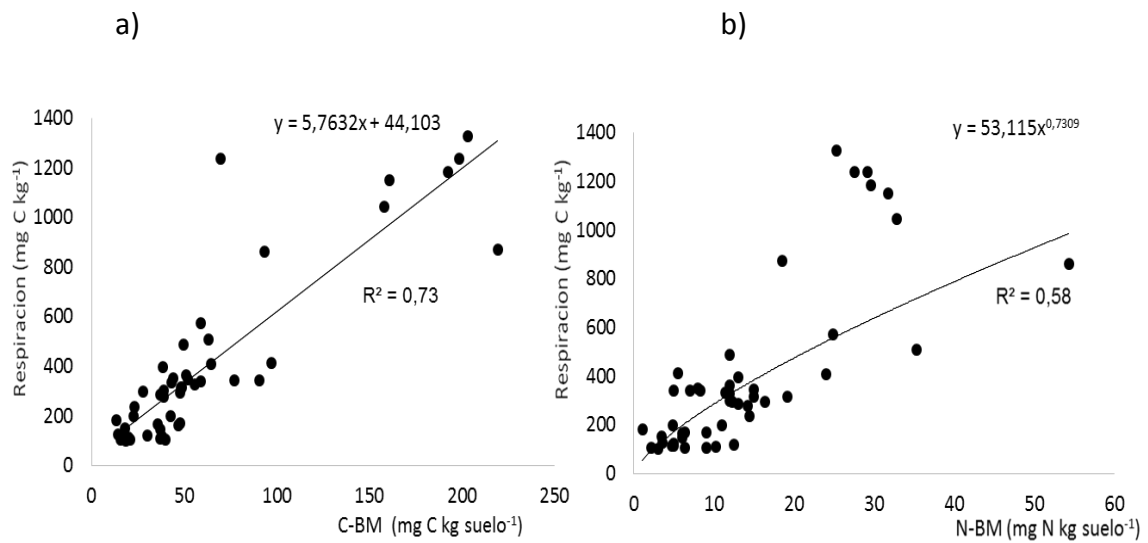 a)
y = 5,7632x + 44,103
R² = 0,73
Respiracion (mg C kg⁻¹)
1400
1200
1000
800
600
400
200
0
0 50 100 150 200 250
C-BM (mg C kg suelo⁻¹)
b)
y = 53,115x⁰,⁷³⁰⁹
R² = 0,58
Respiracion (mg C kg⁻¹)
1400
1200
1000
800
600
400
200
0
0 10 20 30 40 50 60
N-BM (mg N kg suelo⁻¹)